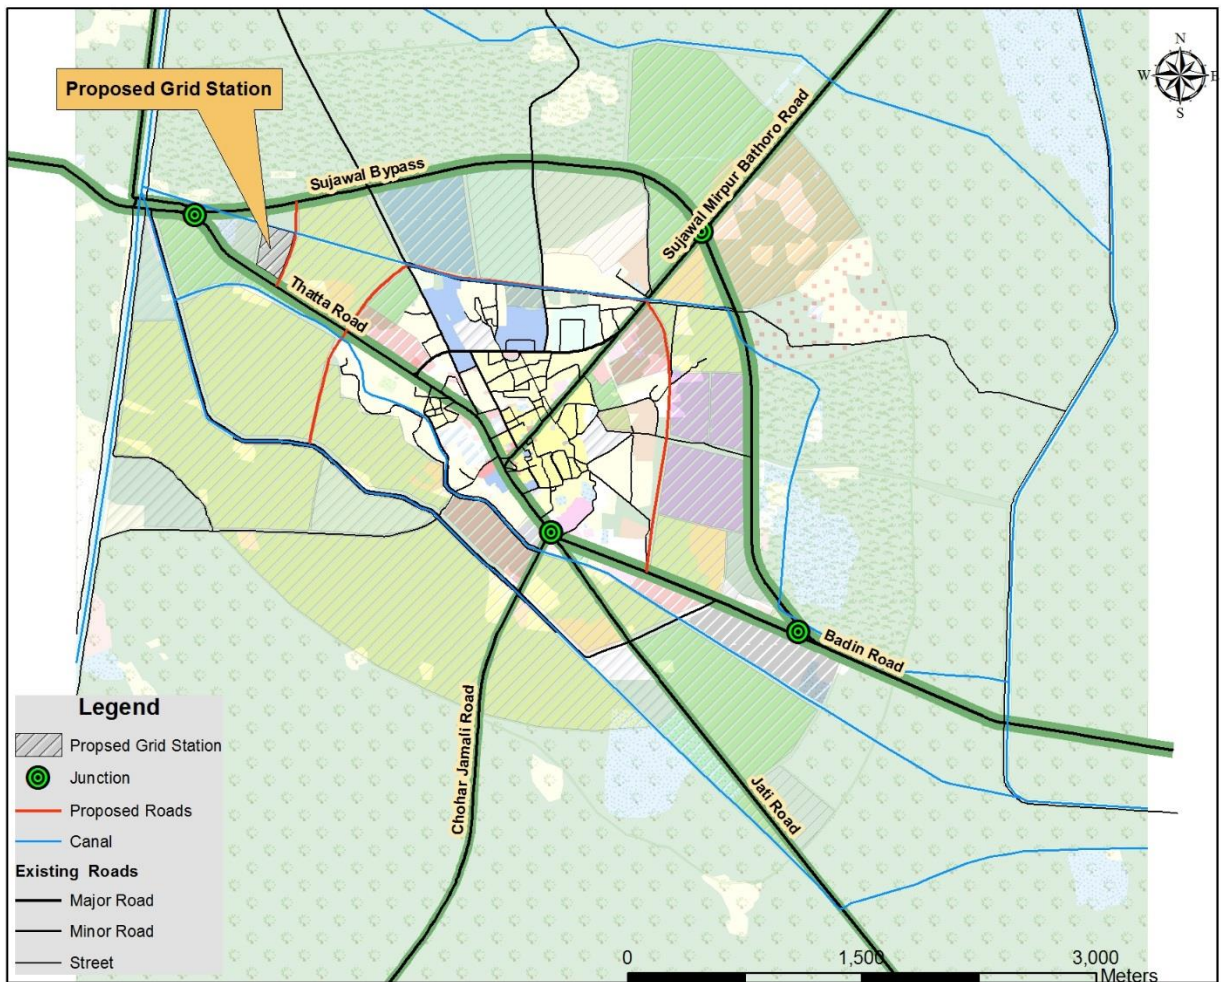 N
W
E
S
Proposed Grid Station
Sujawal Bypass
Sujawal Mirpur Bathoro Road
Thatta Road
Badin Road
Chohar Jamali Road
Jati Road
Legend
Propsed Grid Station
Junction
Proposed Roads
Canal
Existing Roads
Major Road
Minor Road
Street
0 1,500 3,000
Meters